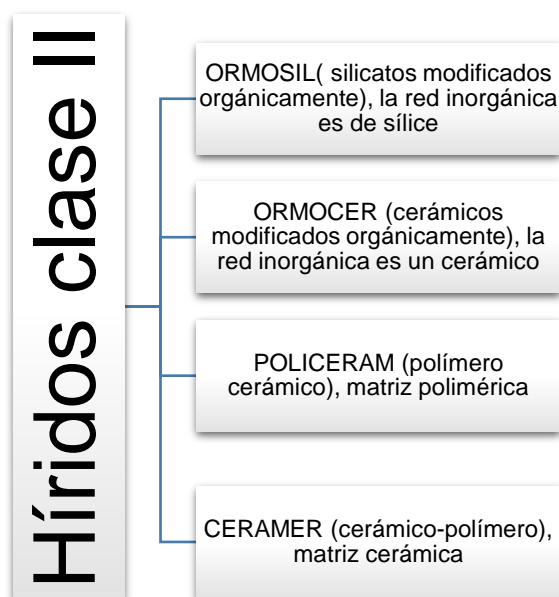 Híridos clase II
ORMOSIL( silicatos modificados
orgánicamente), la red inorgánica
es de sílice
ORMOCER (cerámicos
modificados orgánicamente), la
red inorgánica es un cerámico
POLICERAM (polímero
cerámico), matriz polimérica
CERAMER (cerámico-polímero),
matriz cerámica